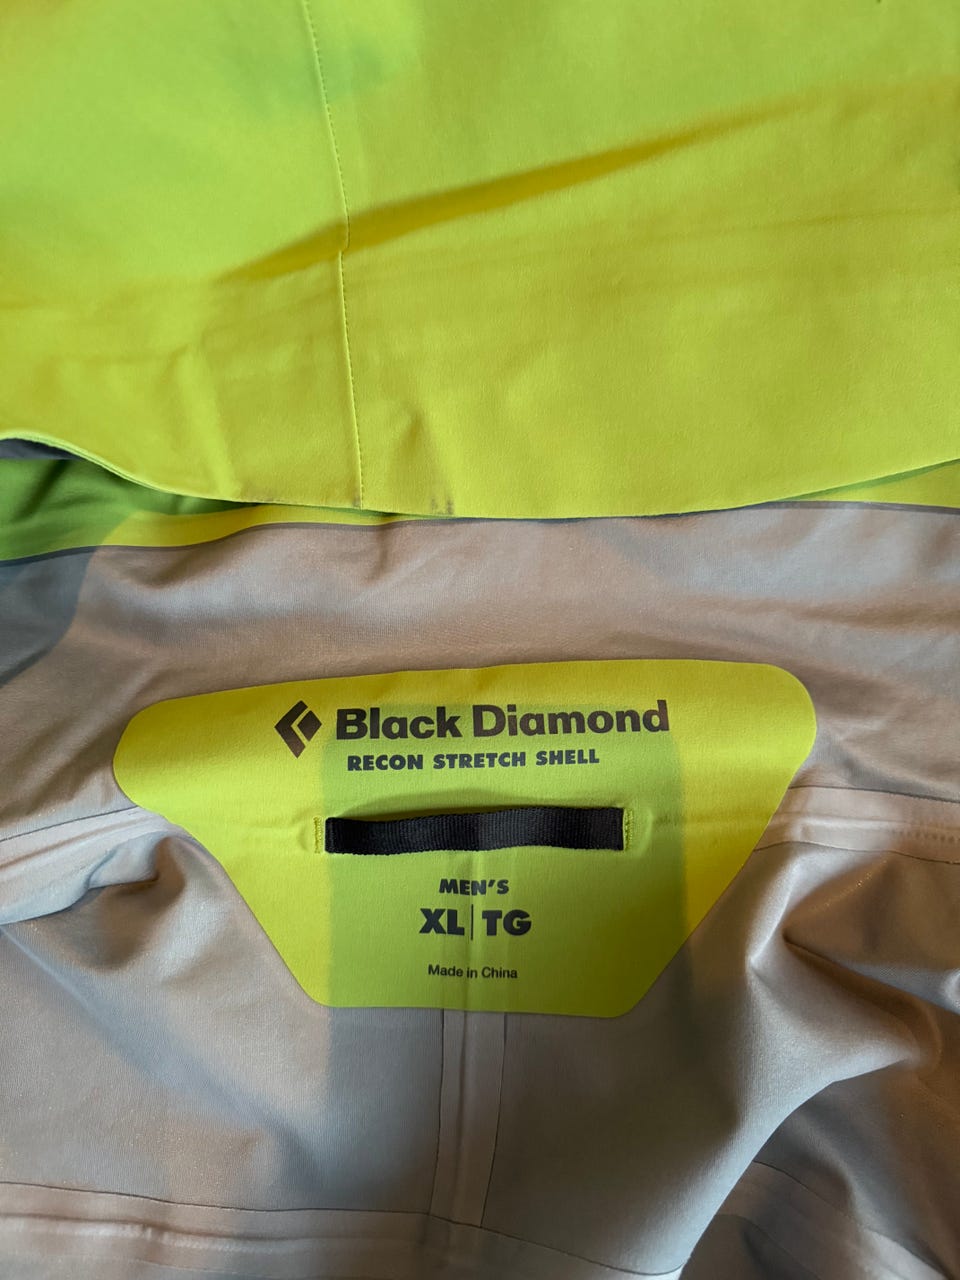 Black Diamond
RECON STRETCH SHELL
MEN'S
XL|TG
Made in China